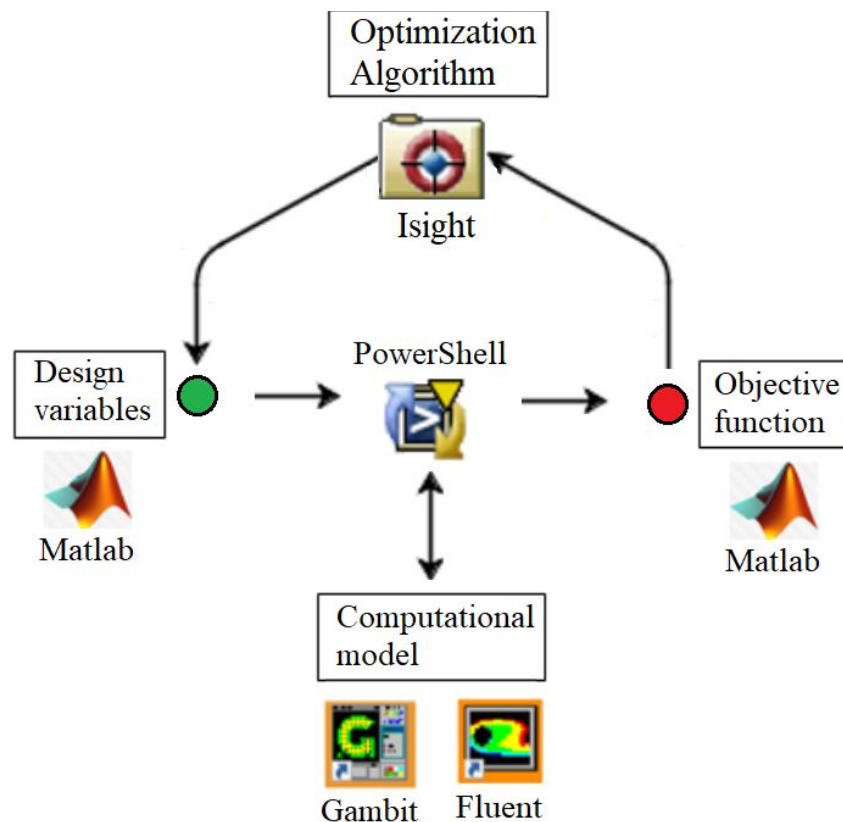 Optimization
Algorithm
Isight
PowerShell
Design
variables
Objective
function
Matlab
Matlab
Computational
model
G
Gambit
Fluent